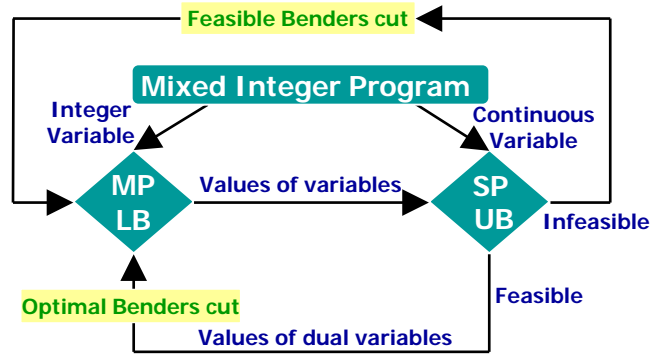 Feasible Benders cut
Mixed Integer Program
Integer
Variable
Continuous
Variable
MP
LB
Values of variables
SP
UB
Infeasible
Feasible
Optimal Benders cut
Values of dual variables